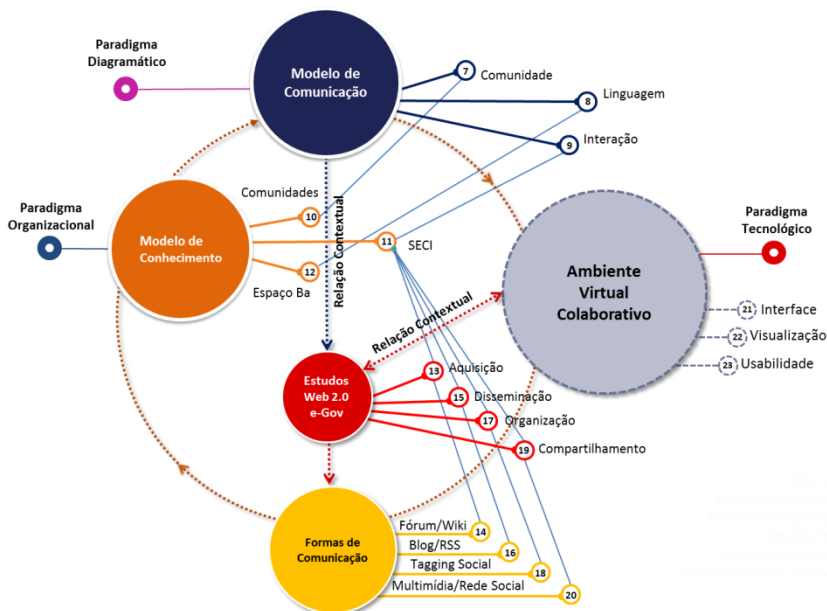 Paradigma
Diagramático
Modelo de
Comunicação
7
Comunidade
8
Linguagem
9
Interação
Paradigma
Organizacional
Modelo de
Conhecimento
Comunidades
10
11
SECI
12
Espaço Ba
Relação Contextual
Relação Contextual
Ambiente
Virtual
Colaborativo
Paradigma
Tecnológico
21
Interface
22
Visualização
23
Usabilidade
Estudos
Web 2.0
e-Gov
13
Aquisição
15
Disseminação
17
Organização
19
Compartilhamento
Formas de
Comunicação
Fórum/Wiki
14
Blog/RSS
16
Tagging Social
18
Multimídia/Rede Social
20